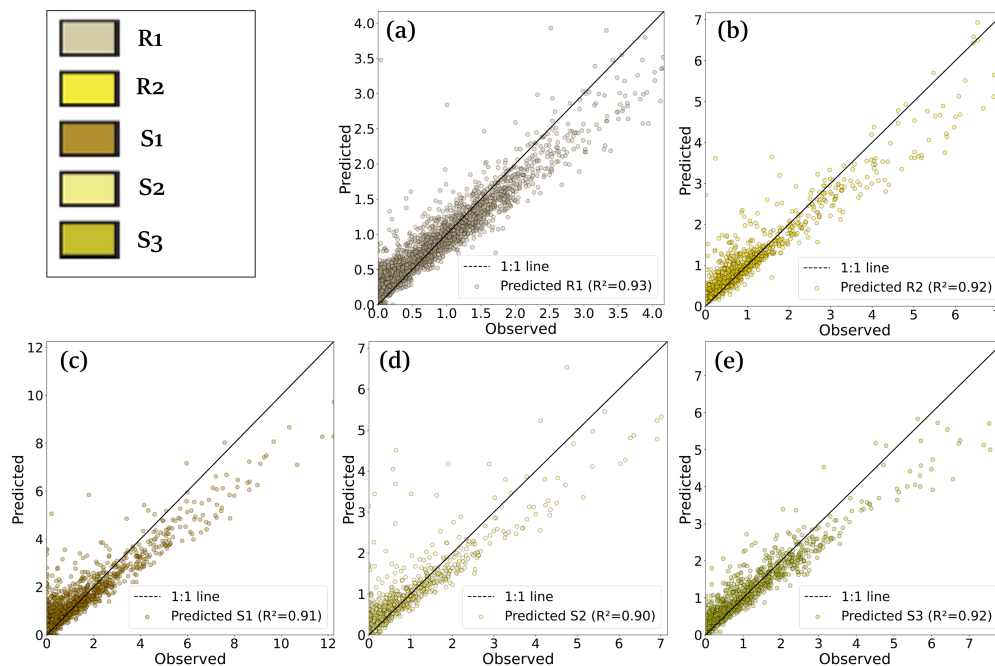 R1
R2
S1
S2
S3
(a)
4.0
3.5
3.0
2.5
2.0
1.5
1.0
0.5
0.0
Predicted
1:1 line
Predicted R1 (R²=0.93)
0.0 0.5 1.0 1.5 2.0 2.5 3.0 3.5 4.0
Observed
(b)
7
6
5
4
3
2
1
0
Predicted
1:1 line
Predicted R2 (R²=0.92)
0 1 2 3 4 5 6 7
Observed
(c)
12
10
8
6
4
2
0
Predicted
1:1 line
Predicted S1 (R²=0.91)
0 2 4 6 8 10 12
Observed
(d)
7
6
5
4
3
2
1
0
Predicted
1:1 line
Predicted S2 (R²=0.90)
0 1 2 3 4 5 6 7
Observed
(e)
7
6
5
4
3
2
1
0
Predicted
1:1 line
Predicted S3 (R²=0.92)
0 1 2 3 4 5 6 7
Observed